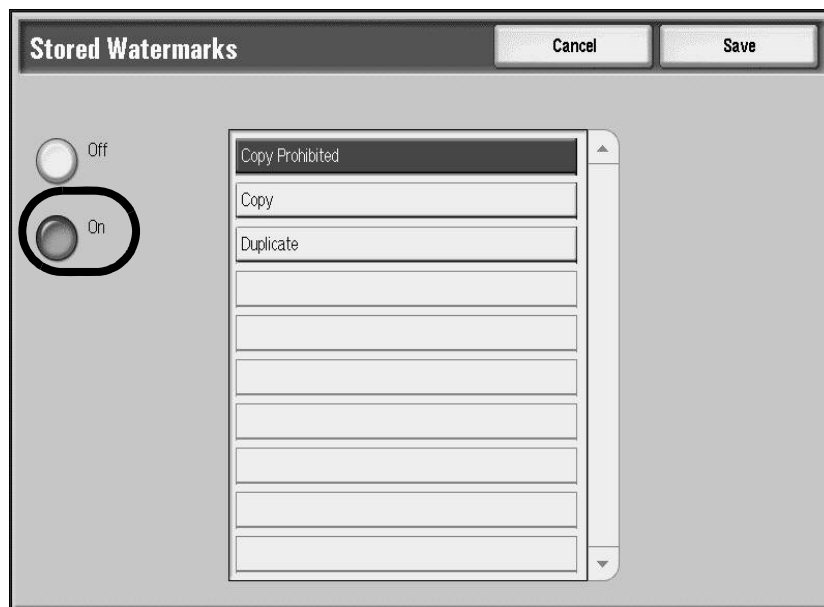 Stored Watermarks
Cancel
Save
Off
On
Copy Prohibited
Copy
Duplicate